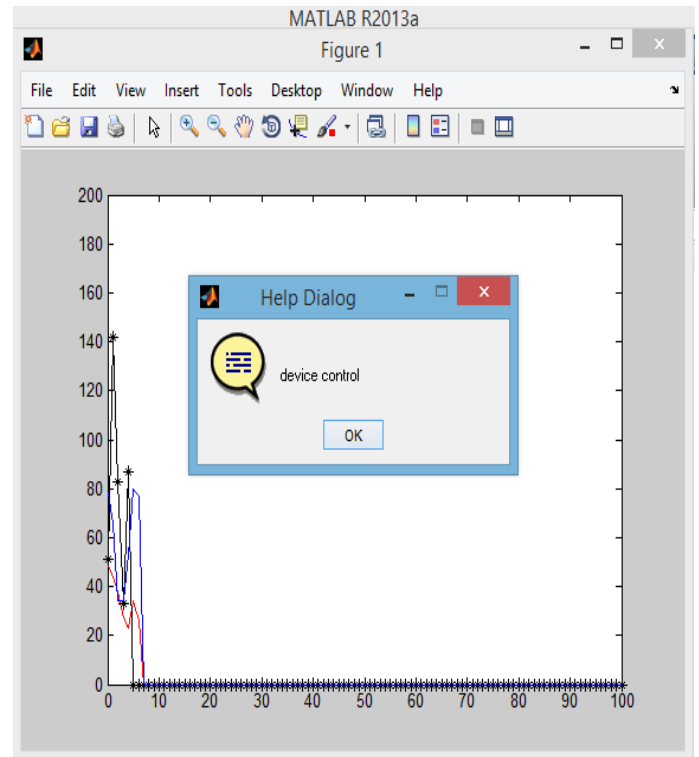 MATLAB R2013a
Figure 1
File Edit View Insert Tools Desktop Window Help
200
180
160
140
120
100
80
60
40
20
0
Help Dialog
device control
OK
0 10 20 30 40 50 60 70 80 90 100